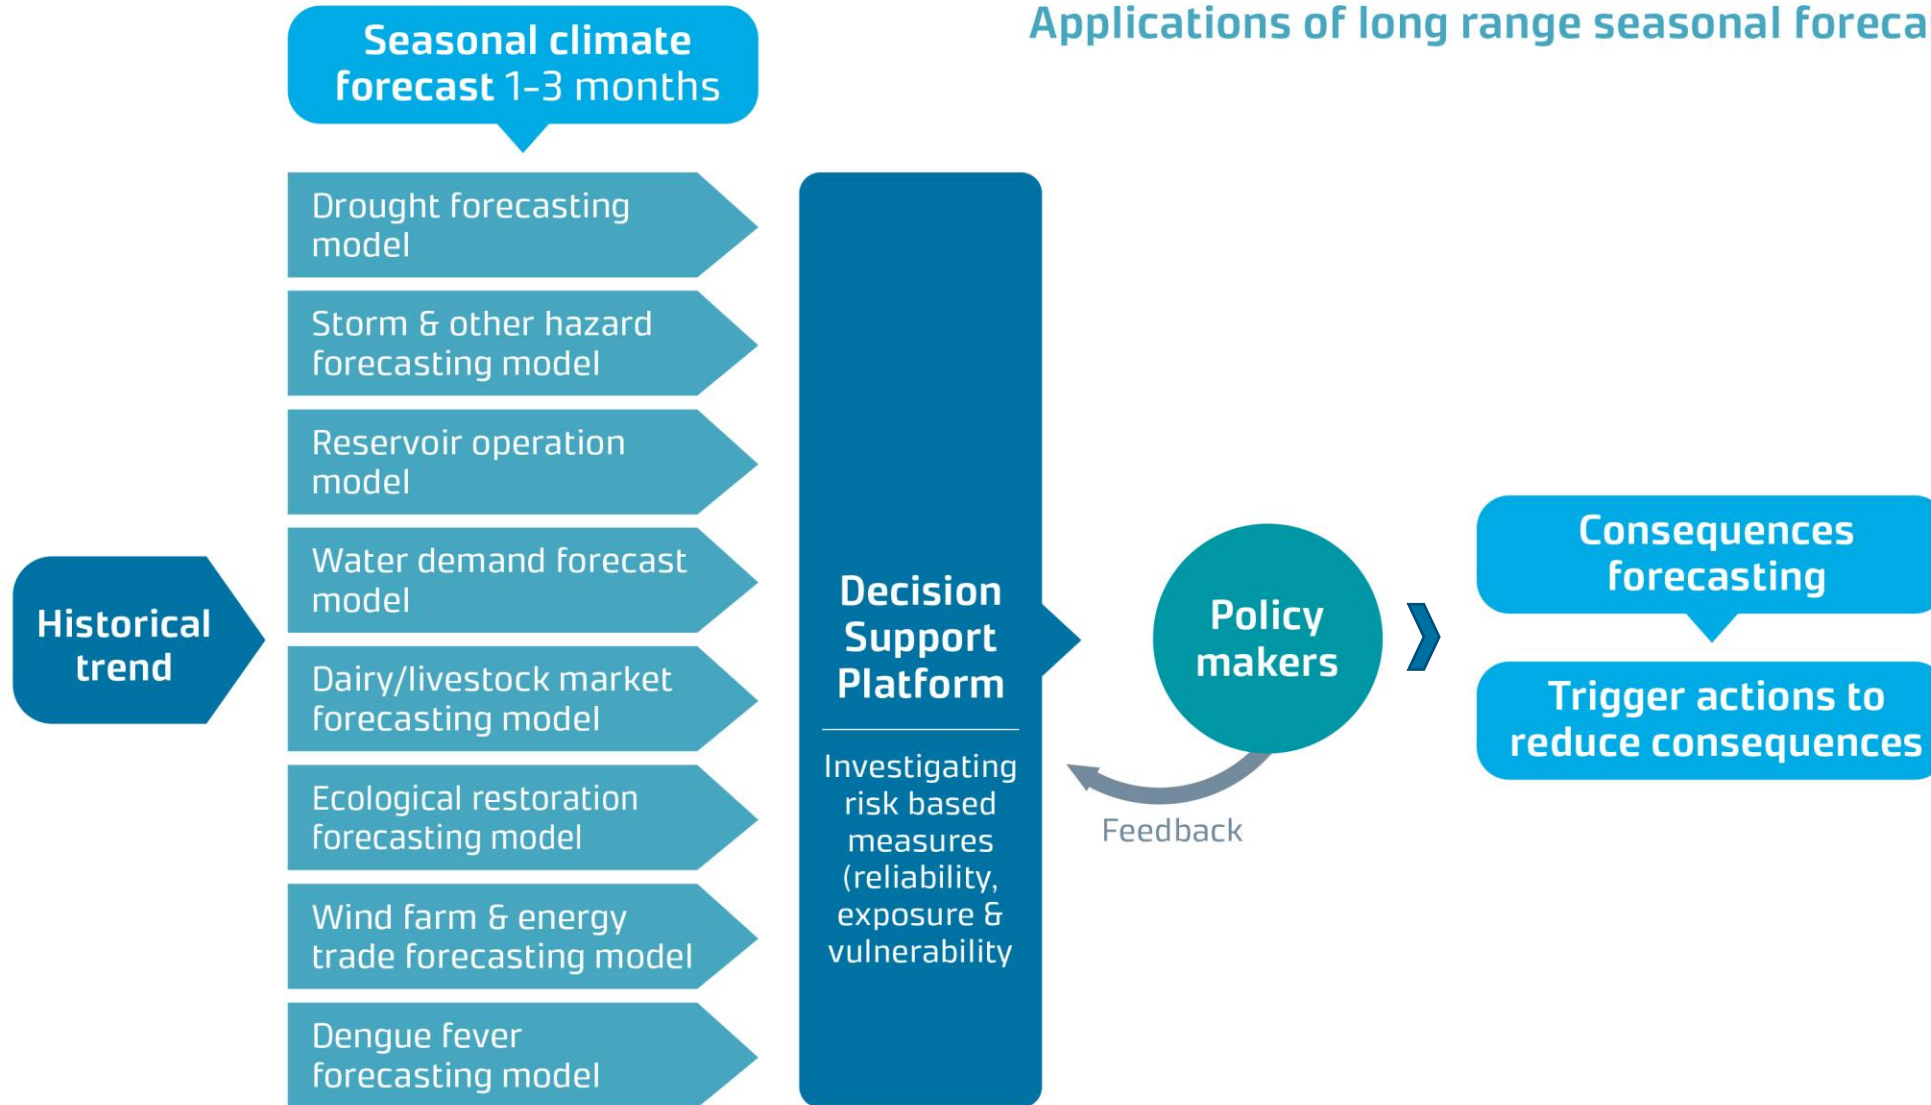 Applications of long range seasonal foreca
Seasonal climate
forecast 1-3 months
Historical
trend
Drought forecasting
model
Storm & other hazard
forecasting model
Reservoir operation
model
Water demand forecast
model
Dairy/livestock market
forecasting model
Ecological restoration
forecasting model
Wind farm & energy
trade forecasting model
Dengue fever
forecasting model
Decision
Support
Platform
Investigating
risk based
measures
(reliability,
exposure &
vulnerability
Policy
makers
Feedback
Consequences
forecasting
Trigger actions to
reduce consequences